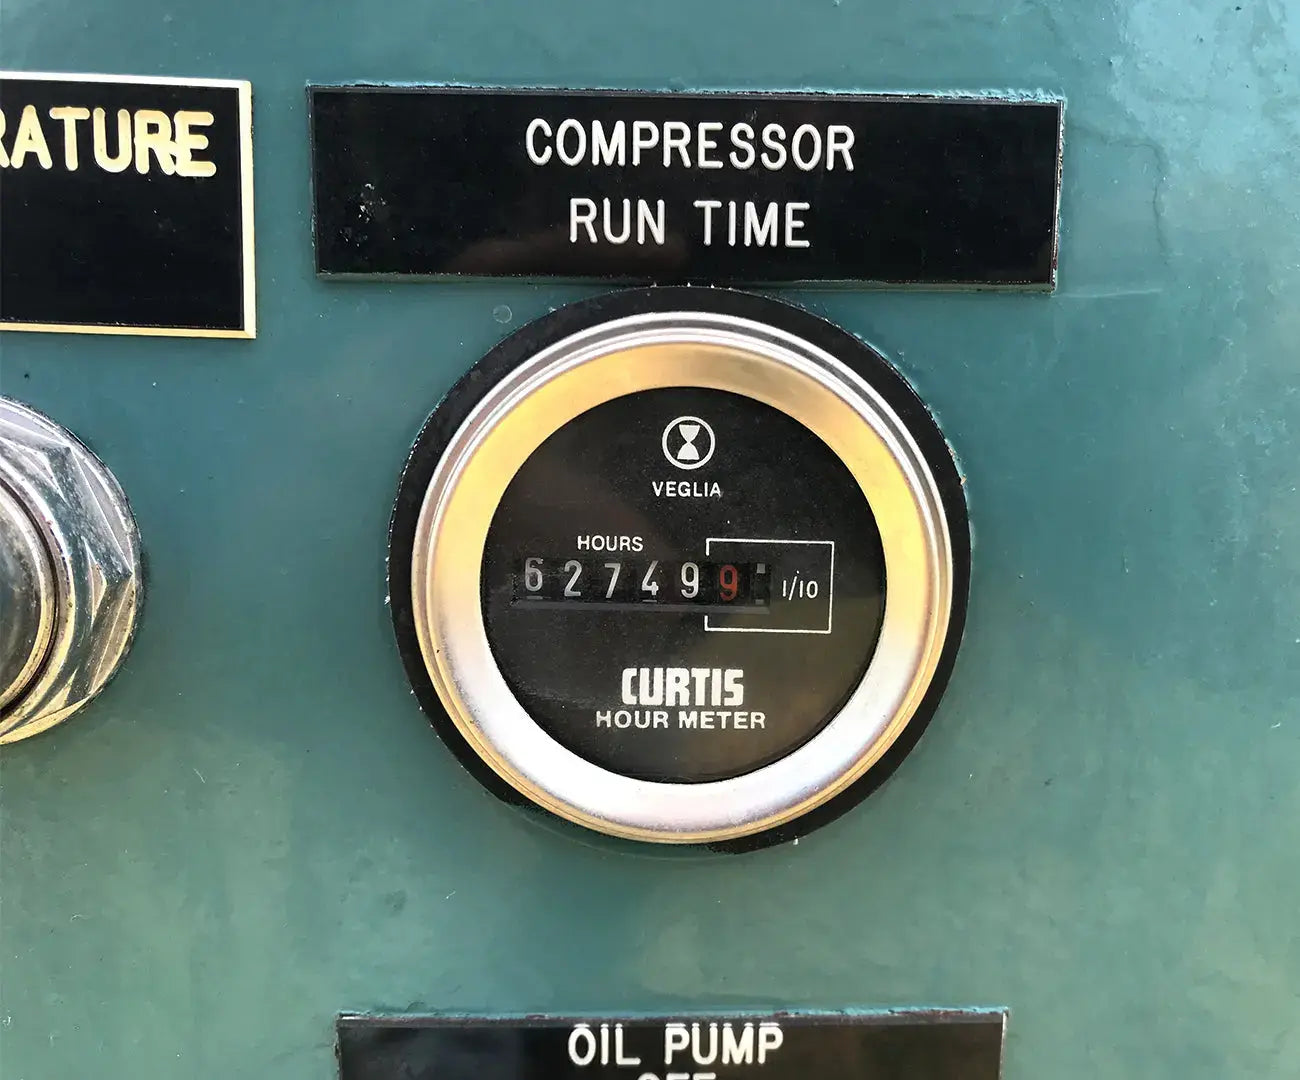 RATURE
COMPRESSOR
RUN TIME
VEGLIA
HOURS
627499 1/10
CURTIS
HOUR METER
OIL PUMP